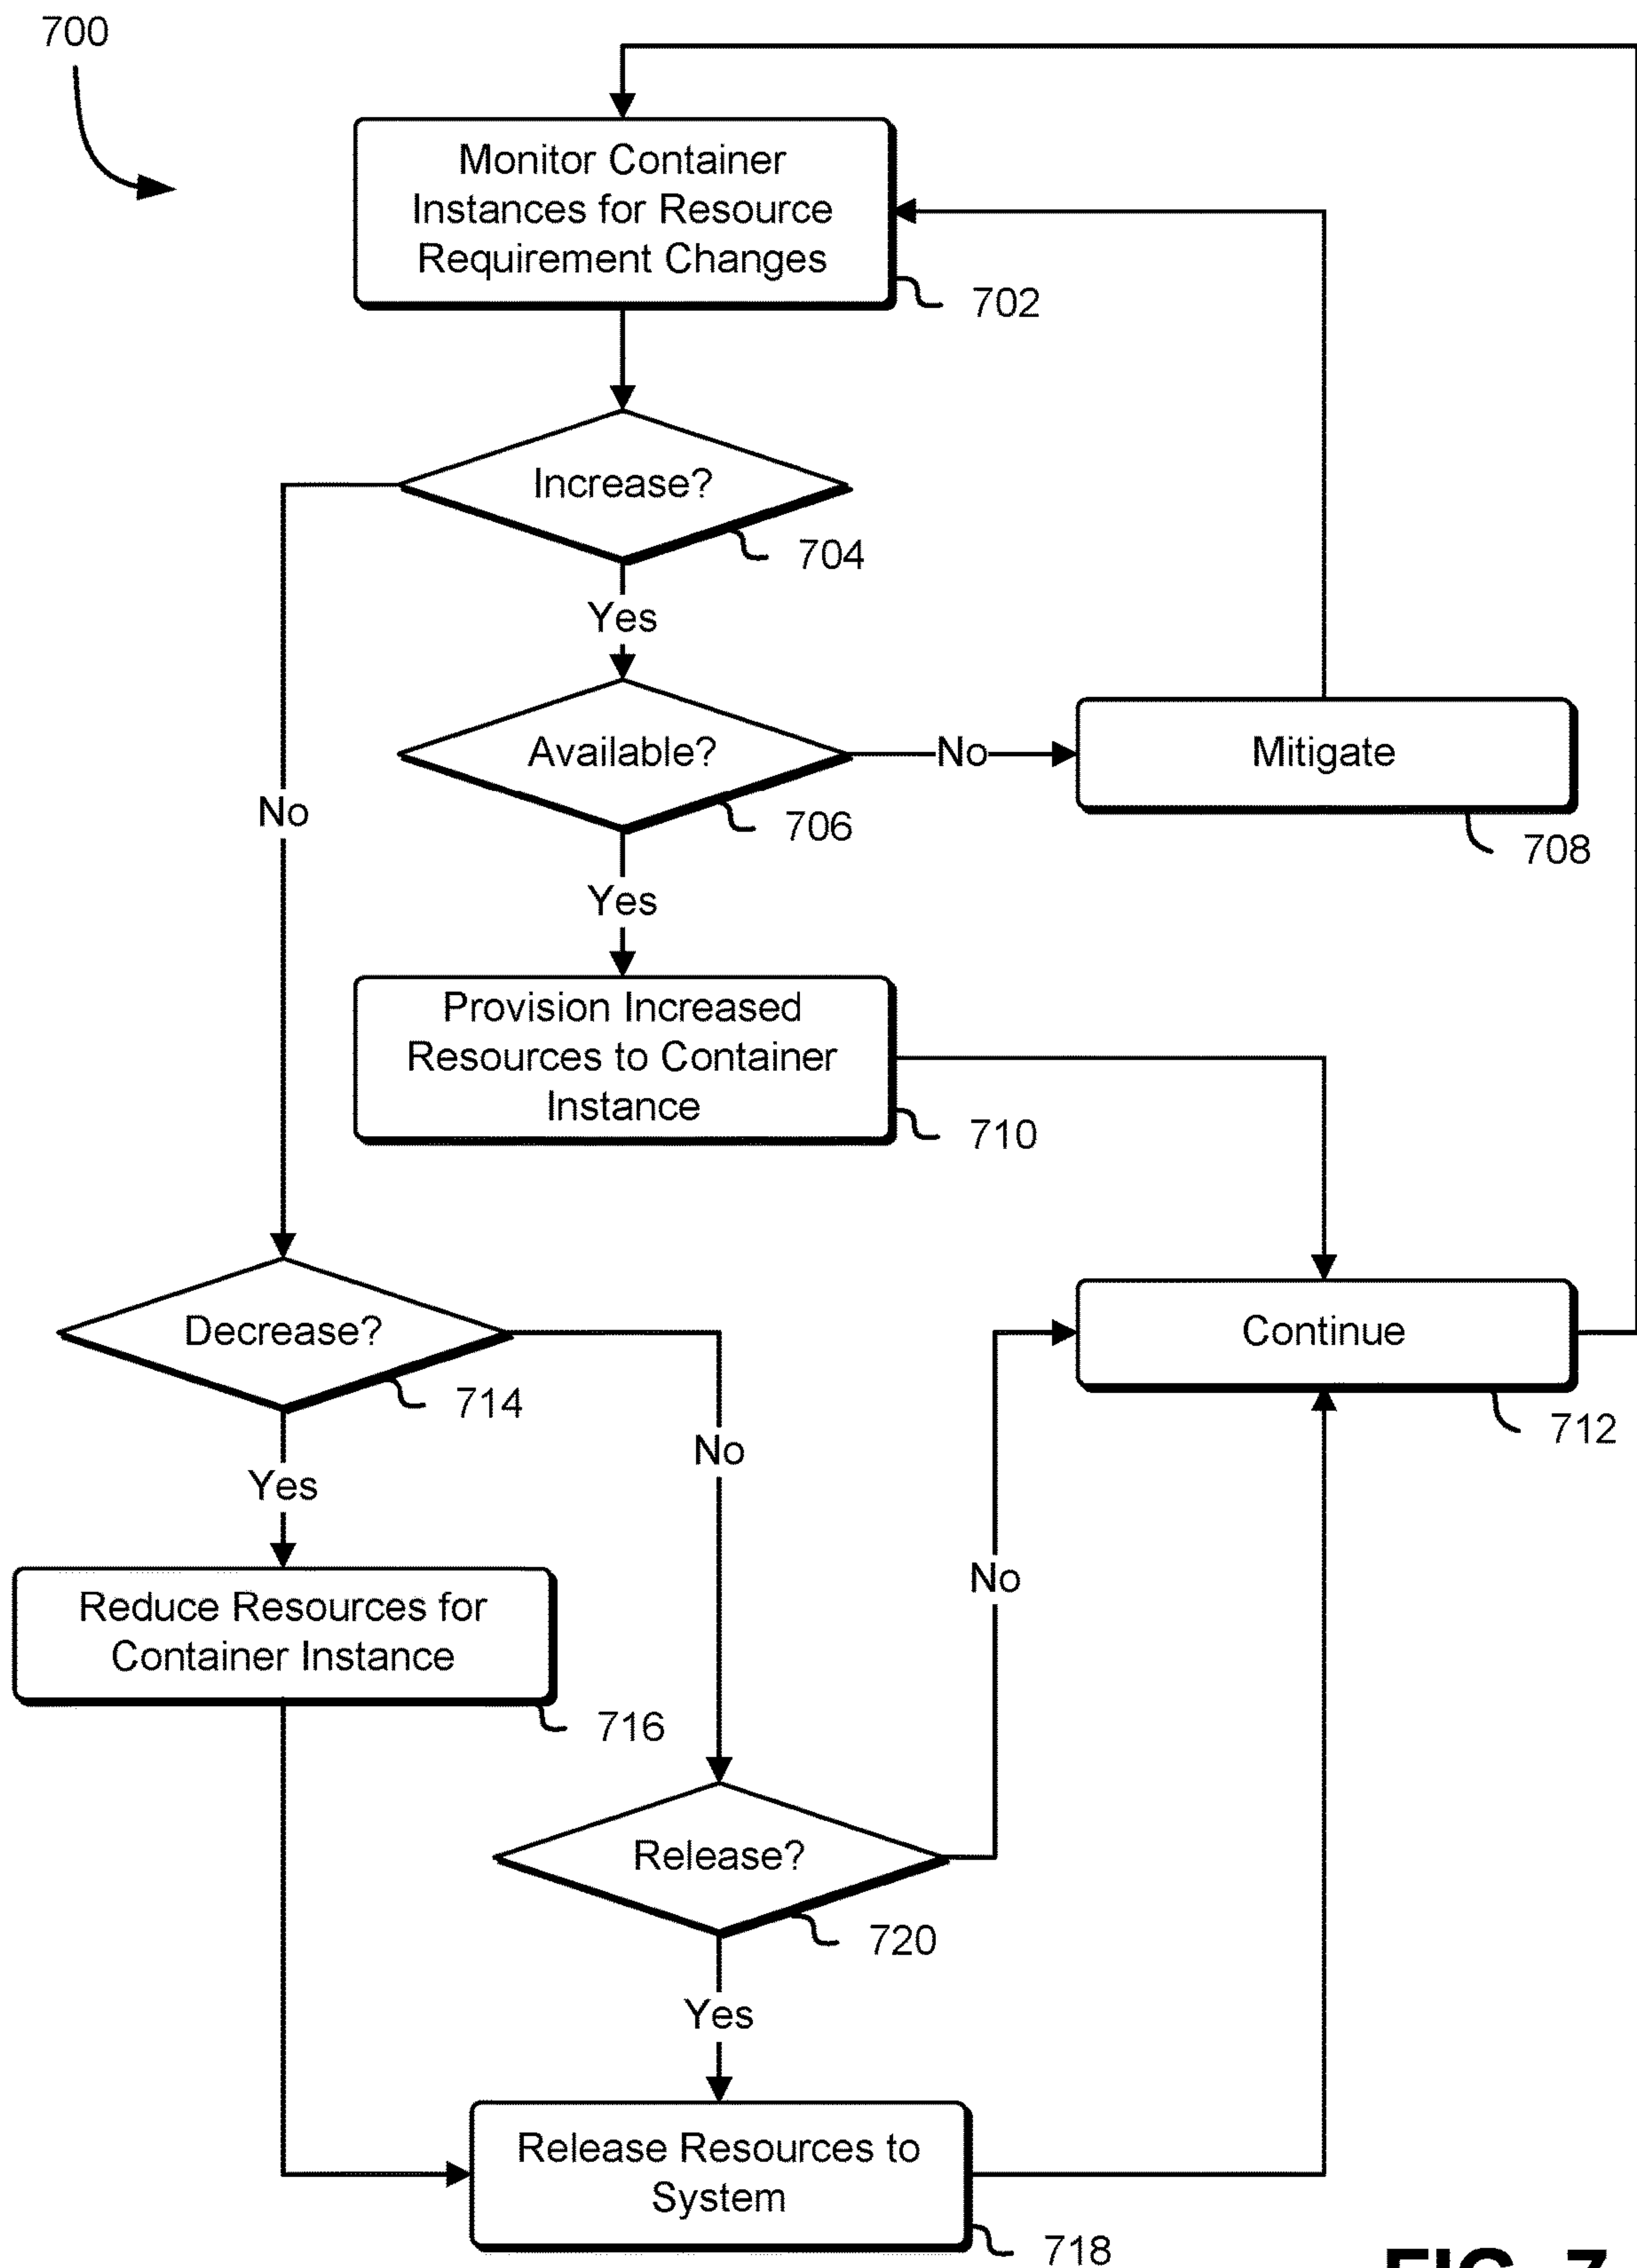 700
Monitor Container
Instances for Resource
Requirement Changes
702
Increase?
704
Yes
Available?
No
Mitigate
706
708
No
Yes
Provision Increased
Resources to Container
Instance
710
Decrease?
Continue
714
712
No
Yes
Reduce Resources for
Container Instance
No
716
Release?
720
Yes
Release Resources to
System
718
FIG. 7